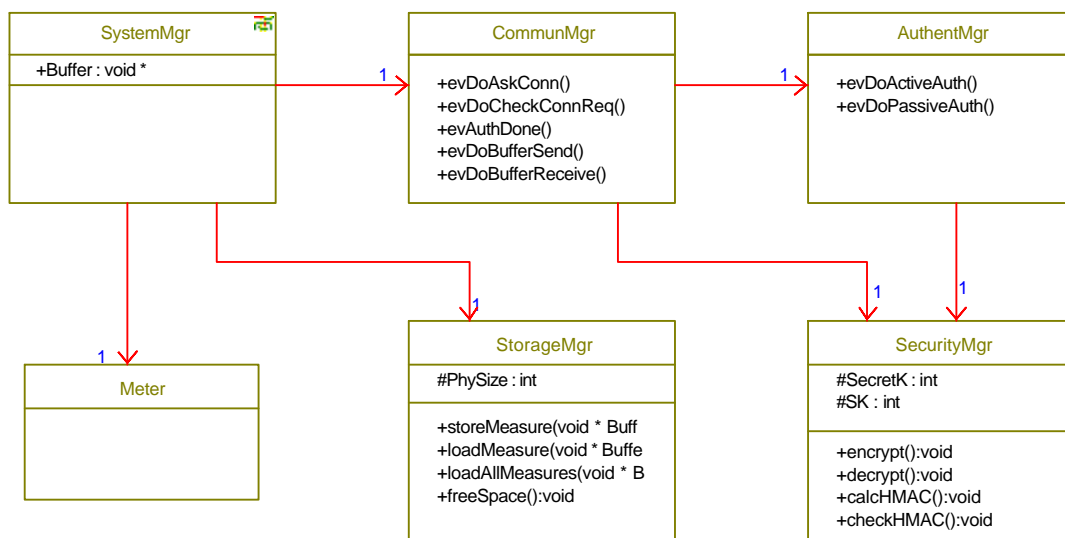 SystemMgr
+Buffer : void *
CommunMgr
+evDoAskConn()
+evDoCheckConnReq()
+evAuthDone()
+evDoBufferSend()
+evDoBufferReceive()
AuthentMgr
+evDoActiveAuth()
+evDoPassiveAuth()
1
1
1
1
1
1
Meter
StorageMgr
#PhySize : int
+storeMeasure(void * Buff
+loadMeasure(void * Buffe
+loadAllMeasures(void * B
+freeSpace():void
SecurityMgr
#SecretK : int
#SK : int
+encrypt():void
+decrypt():void
+calcHMAC():void
+checkHMAC():void